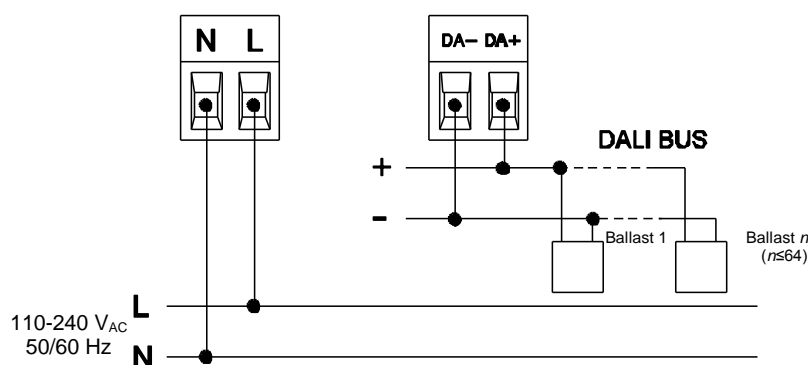 N L
DA− DA+
DALI BUS
+
-
Ballast 1
Ballast n
(n≤64)
L
110-240 VAC
50/60 Hz
N